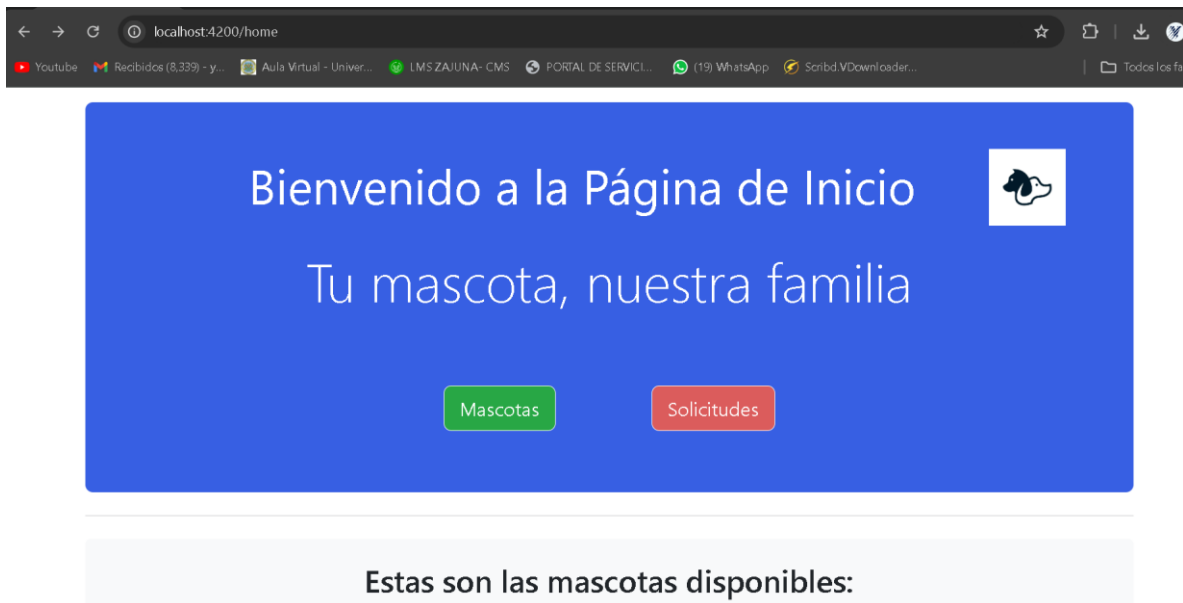 localhost:4200/home
Youtube Recibidos (8,339) - y... Aula Virtual - Univer... LMS ZAJUNA- CMS PORTAL DE SERVICI... (19) WhatsApp Scribd.VDownloader... Todos los fa
Bienvenido a la Página de Inicio
Tu mascota, nuestra familia
Mascotas Solicitudes
Estas son las mascotas disponibles: